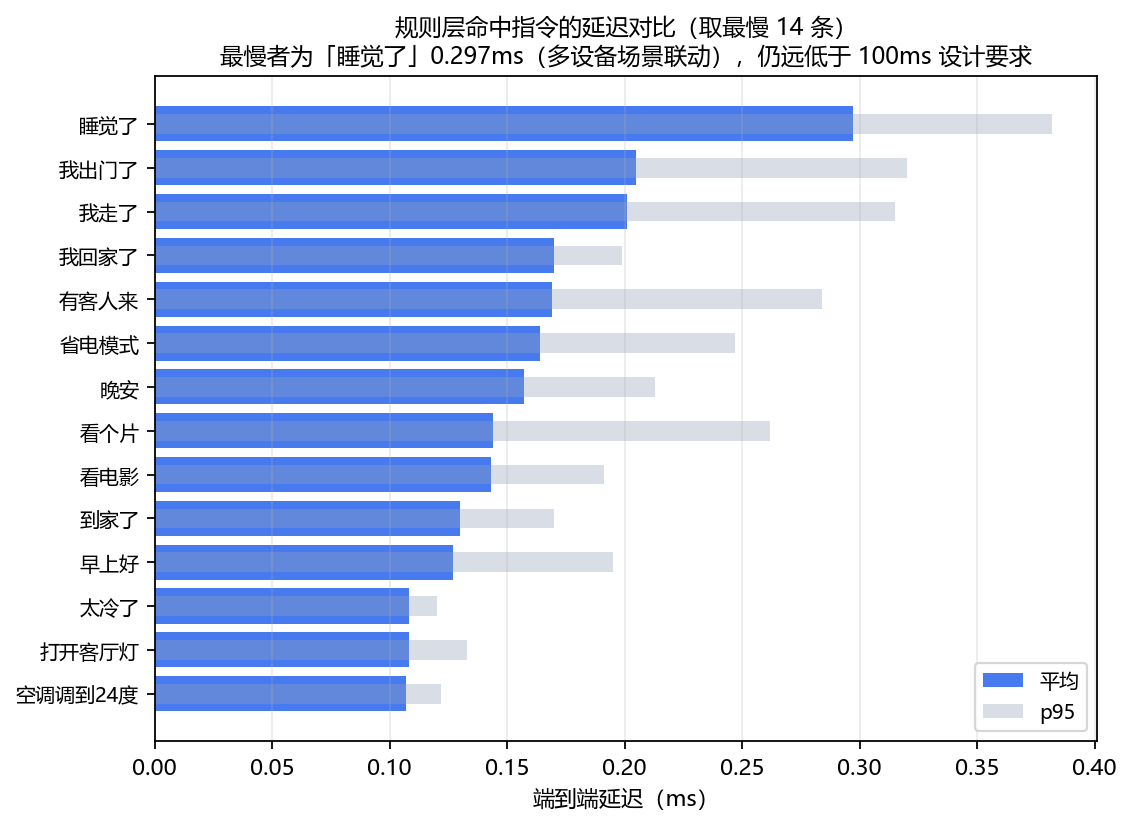 规则层命中指令的延迟对比（取最慢 14 条）
最慢者为「睡觉了」0.297ms（多设备场景联动），仍远低于 100ms 设计要求
睡觉了
我出门了
我走了
我回家了
有客人来
省电模式
晚安
看个片
看电影
到家了
早上好
太冷了
打开客厅灯
空调调到24度
平均
p95
0.00 0.05 0.10 0.15 0.20 0.25 0.30 0.35 0.40
端到端延迟（ms）